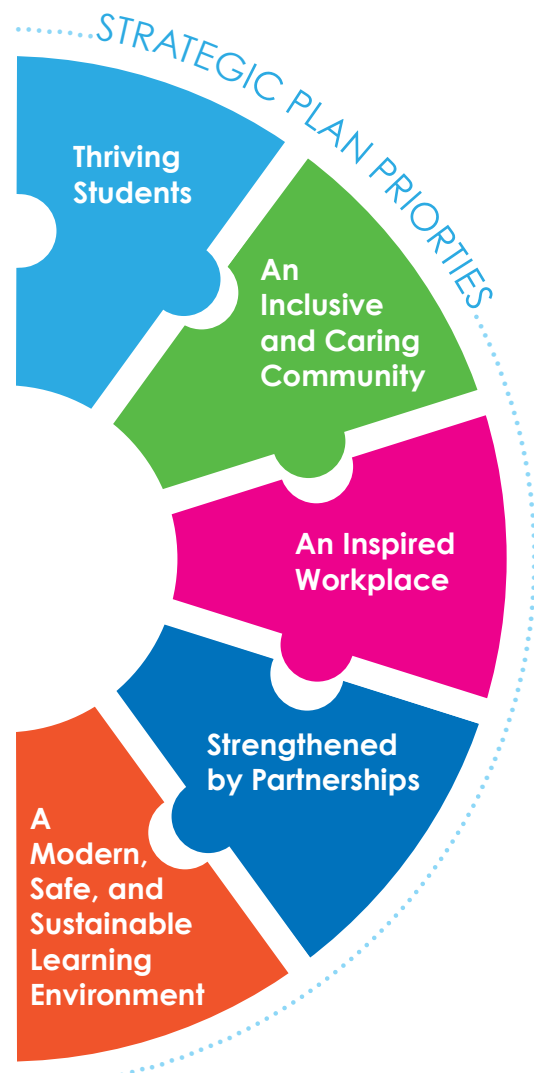 STRATEGIC PLAN PRIORTIES
Thriving
Students
An
Inclusive
and Caring
Community
An Inspired
Workplace
Strengthened
by Partnerships
A
Modern,
Safe, and
Sustainable
Learning
Environment